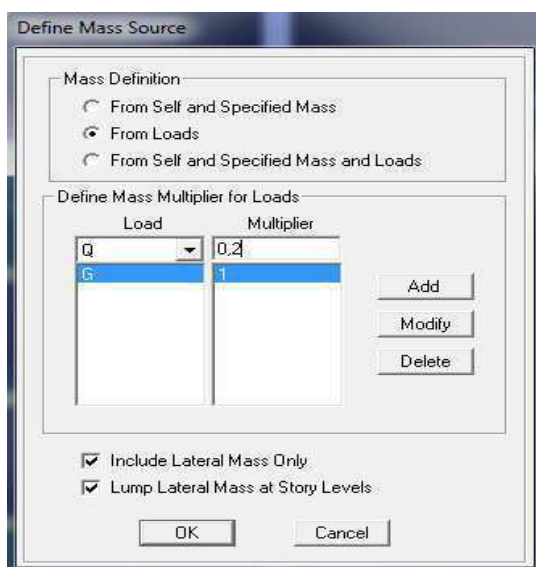 Define Mass Source
Mass Definition
From Self and Specified Mass
From Loads
From Self and Specified Mass and Loads
Define Mass Multiplier for Loads
Load Multiplier
Q 0,2
G 1
Add
Modify
Delete
Include Lateral Mass Only
Lump Lateral Mass at Story Levels
OK Cancel